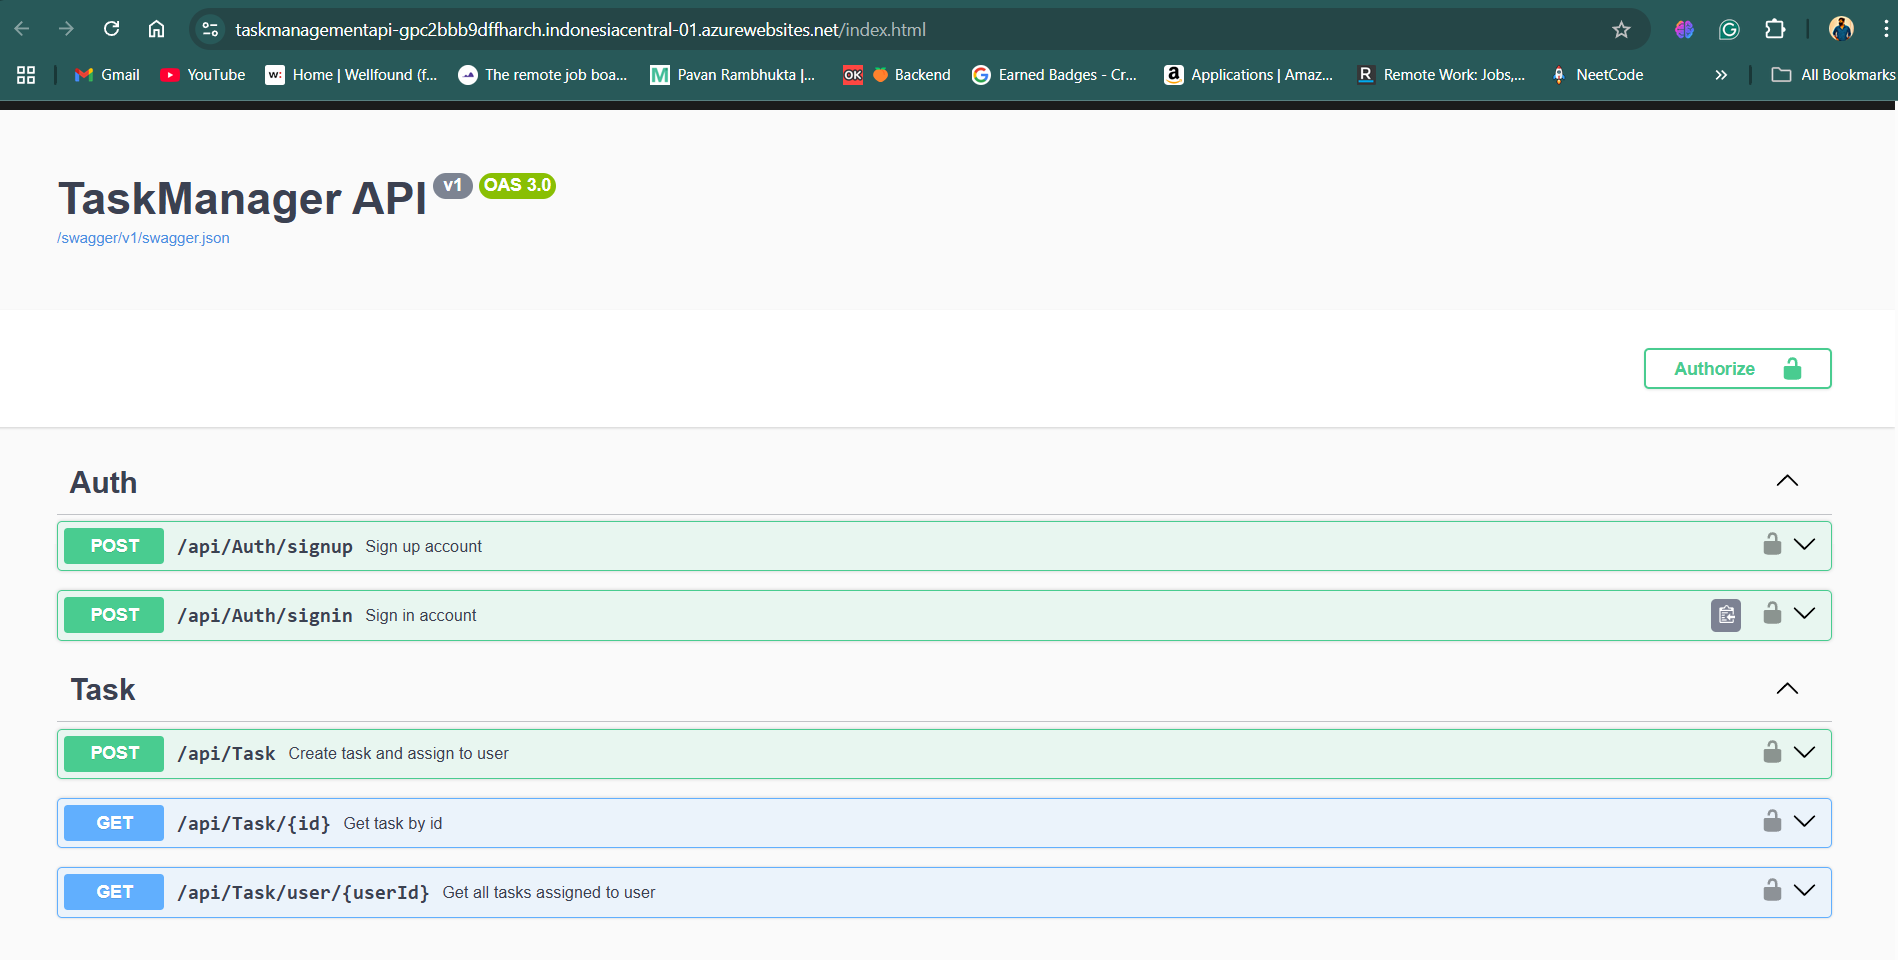 taskmanagementapi-gpc2bbb9dffharch.indonesiacentral-01.azurewebsites.net/index.html
Gmail YouTube w: Home | Wellfound (f... The remote job boa... M Pavan Rambhukta |... OK Backend G Earned Badges - Cr... a Applications | Amaz... R Remote Work: Jobs,... NeetCode » All Bookmarks
TaskManager API v1 OAS 3.0
/swagger/v1/swagger.json
Authorize
Auth
POST /api/Auth/signup Sign up account
POST /api/Auth/signin Sign in account
Task
POST /api/Task Create task and assign to user
GET /api/Task/{id} Get task by id
GET /api/Task/user/{userId} Get all tasks assigned to user